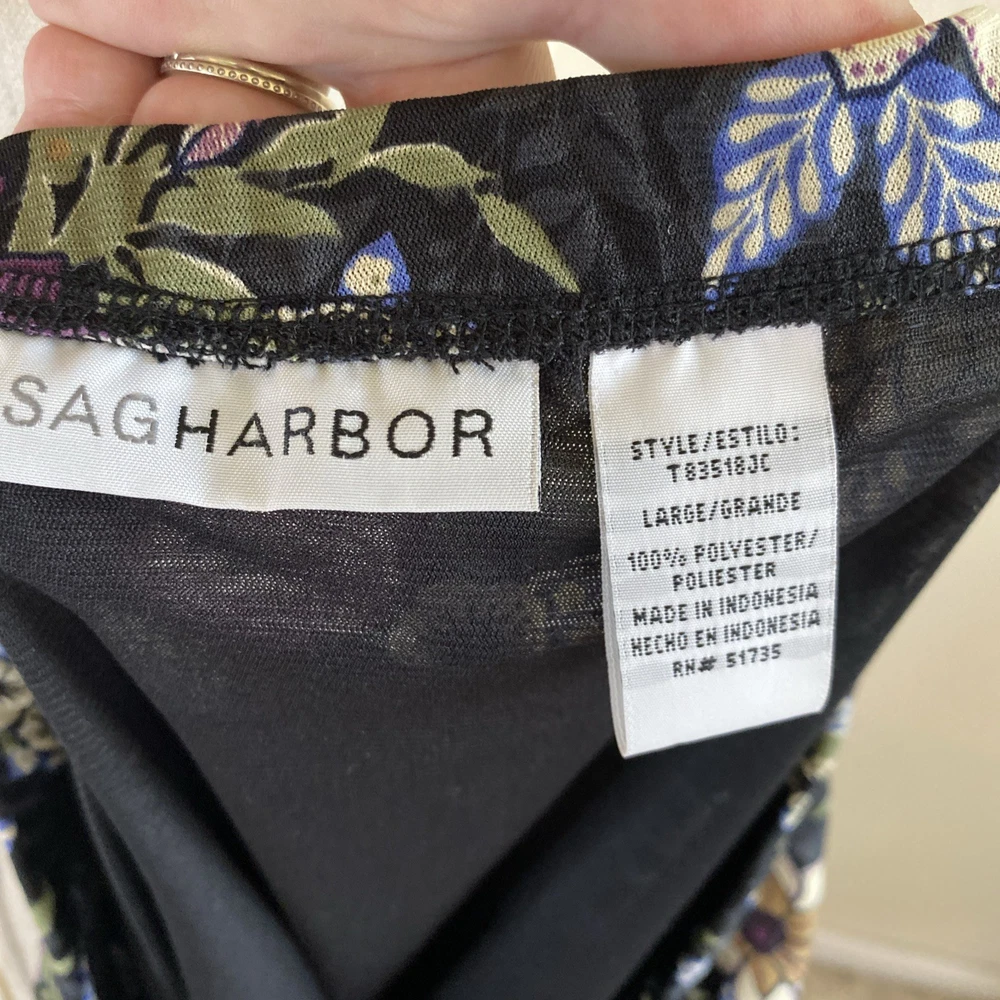 SAGHARBOR
STYLE/ESTILO:
T83518JC
LARGE/GRANDE
100% POLYESTER/
POLIESTER
MADE IN INDONESIA
HECHO EN INDONESIA
RN# 51735